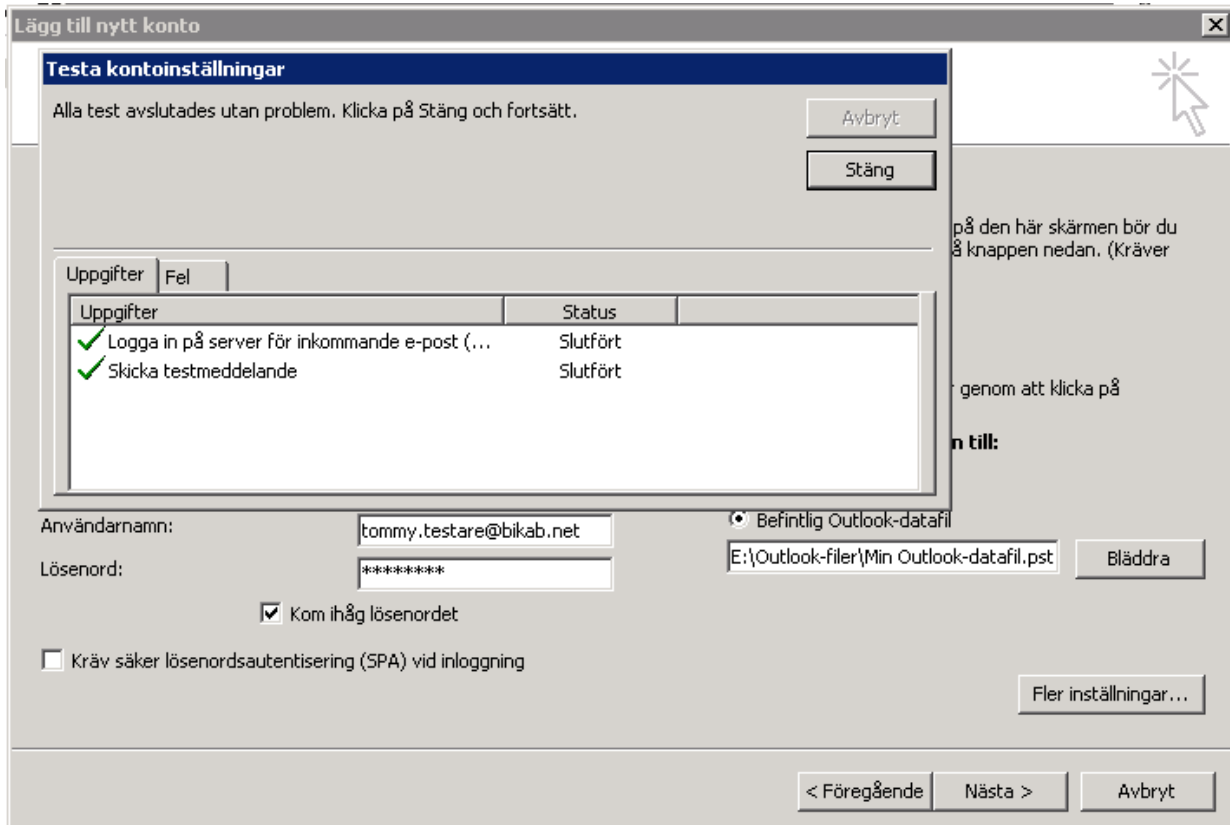 Lägg till nytt konto
Testa kontoinställningar
Alla test avslutades utan problem. Klicka på Stäng och fortsätt.
Avbryt
Stäng
på den här skärmen bör du
å knappen nedan. (Kräver
Uppgifter Fel
Uppgifter Status
Logga in på server för inkommande e-post (... Slutfört
Skicka testmeddelande Slutfört
genom att klicka på
n till:
Användarnamn: tommy.testare@bikab.net
Befintlig Outlook-datafil
Lösenord: ********
E:\Outlook-filer\Min Outlook-datafil.pst Bläddra
Kom ihåg lösenordet
Kräv säker lösenordsautentisering (SPA) vid inloggning
Fler inställningar...
< Föregående Nästa > Avbryt